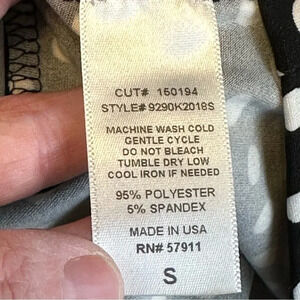 CUT# 150194
STYLE#9290K2018S
MACHINE WASH COLD
GENTLE CYCLE
DO NOT BLEACH
TUMBLE DRY LOW
COOL IRON IF NEEDED
95% POLYESTER
5% SPANDEX
MADE IN USA
RN# 57911
S